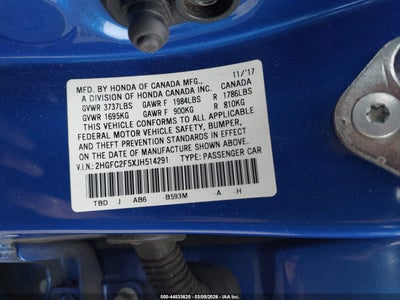 MFD. BY HONDA OF CANADA MFG., 11/'17
A DIVISION OF HONDA CANADA INC. CANADA
GVWR 3737LBS GAWR F 1984LBS R 1786LBS
GVWR 1695KG GAWR F 900KG R 810KG
THIS VEHICLE CONFORMS TO ALL APPLICABLE
FEDERAL MOTOR VEHICLE SAFETY, BUMPER,
AND THEFT PREVENTION STANDARDS IN EFFECT
ON THE DATE OF MANUFACTURE SHOWN ABOVE.
V.I.N.: 2HGFC2F5XJH514291 TYPE: PASSENGER CAR
TBD J AB6 -B593M -A -H
000-44533620 - 03/05/2026 - IAA